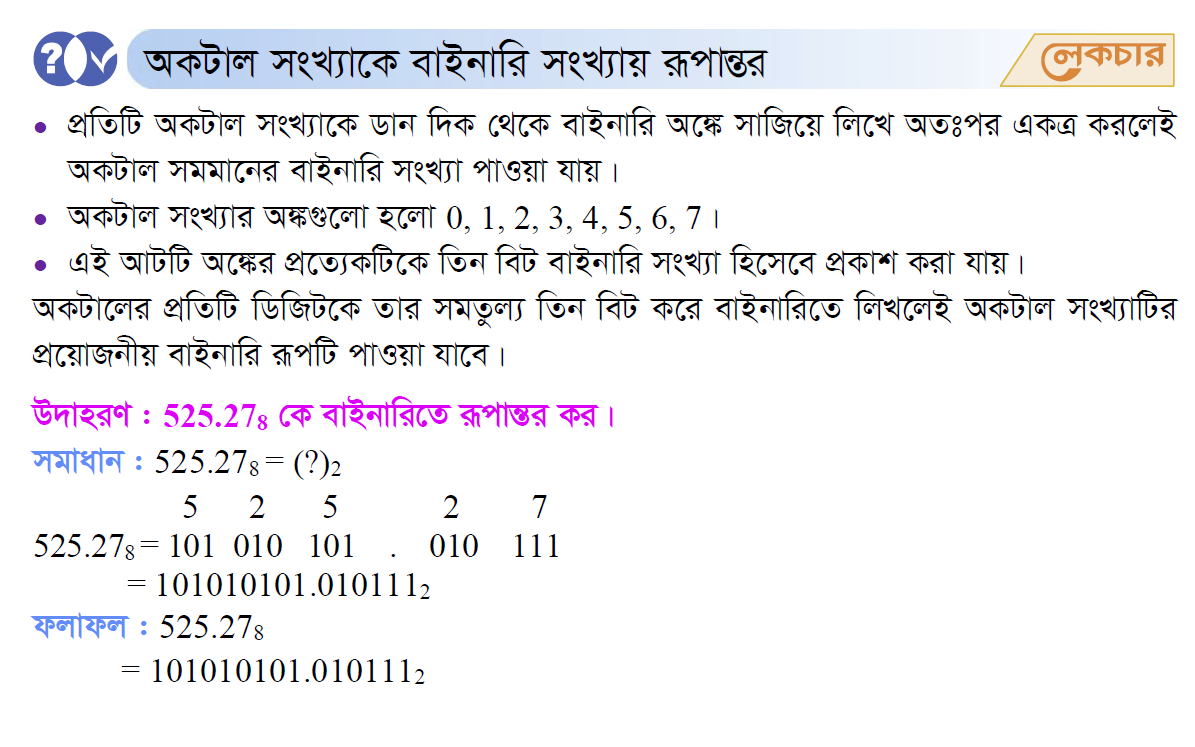 অকটাল সংখ্যাকে বাইনারি সংখ্যায় রূপান্তর
লেকচার
• প্রতিটি অকটাল সংখ্যাকে ডান দিক থেকে বাইনারি অঙ্কে সাজিয়ে লিখে অতঃপর একত্র করলেই
অকটাল সমমানের বাইনারি সংখ্যা পাওয়া যায়।
• অকটাল সংখ্যার অঙ্কগুলো হলো 0, 1, 2, 3, 4, 5, 6, 7।
• এই আটটি অঙ্কের প্রত্যেকটিকে তিন বিট বাইনারি সংখ্যা হিসেবে প্রকাশ করা যায়।
অকটালের প্রতিটি ডিজিটকে তার সমতুল্য তিন বিট করে বাইনারিতে লিখলেই অকটাল সংখ্যাটির
প্রয়োজনীয় বাইনারি রূপটি পাওয়া যাবে।
উদাহরণ : 525.27₈ কে বাইনারিতে রূপান্তর কর।
সমাধান : 525.27₈ = (?)₂
5 2 5 2 7
525.27₈ = 101 010 101 . 010 111
= 101010101.010111₂
ফলাফল : 525.27₈
= 101010101.010111₂